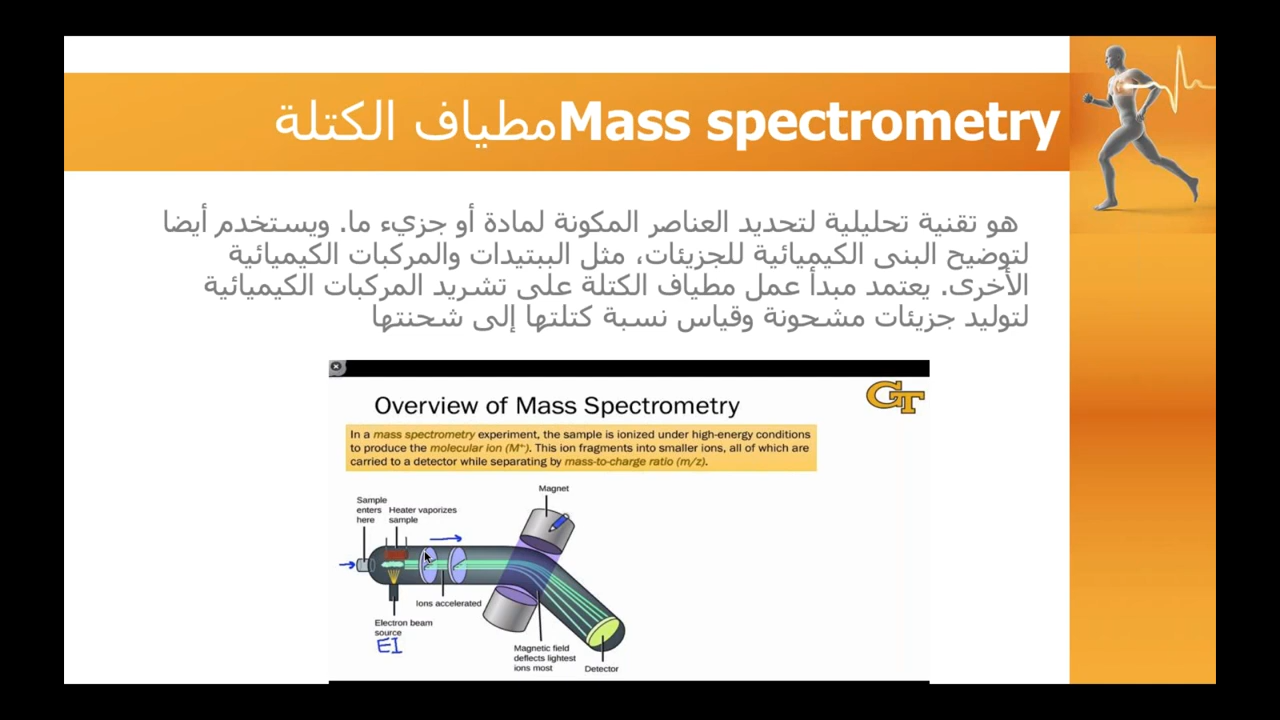 Mass spectrometryمطياف الكتلة
هو تقنية تحليلية لتحديد العناصر المكونة لمادة أو جزيء ما. ويستخدم أيضا
لتوضيح البنى الكيميائية للجزيئات، مثل الببتيدات والمركبات الكيميائية
الأخرى. يعتمد مبدأ عمل مطياف الكتلة على تشريد المركبات الكيميائية
لتوليد جزيئات مشحونة وقياس نسبة كتلتها إلى شحنتها
GT
Overview of Mass Spectrometry
In a mass spectrometry experiment, the sample is ionized under high-energy conditions
to produce the molecular ion (M⁺). This ion fragments into smaller ions, all of which are
carried to a detector while separating by mass-to-charge ratio (m/z).
Magnet
Sample
enters
here
Heater vaporizes
sample
Ions accelerated
Electron beam
source
EI
Magnetic field
deflects lightest
ions most
Detector